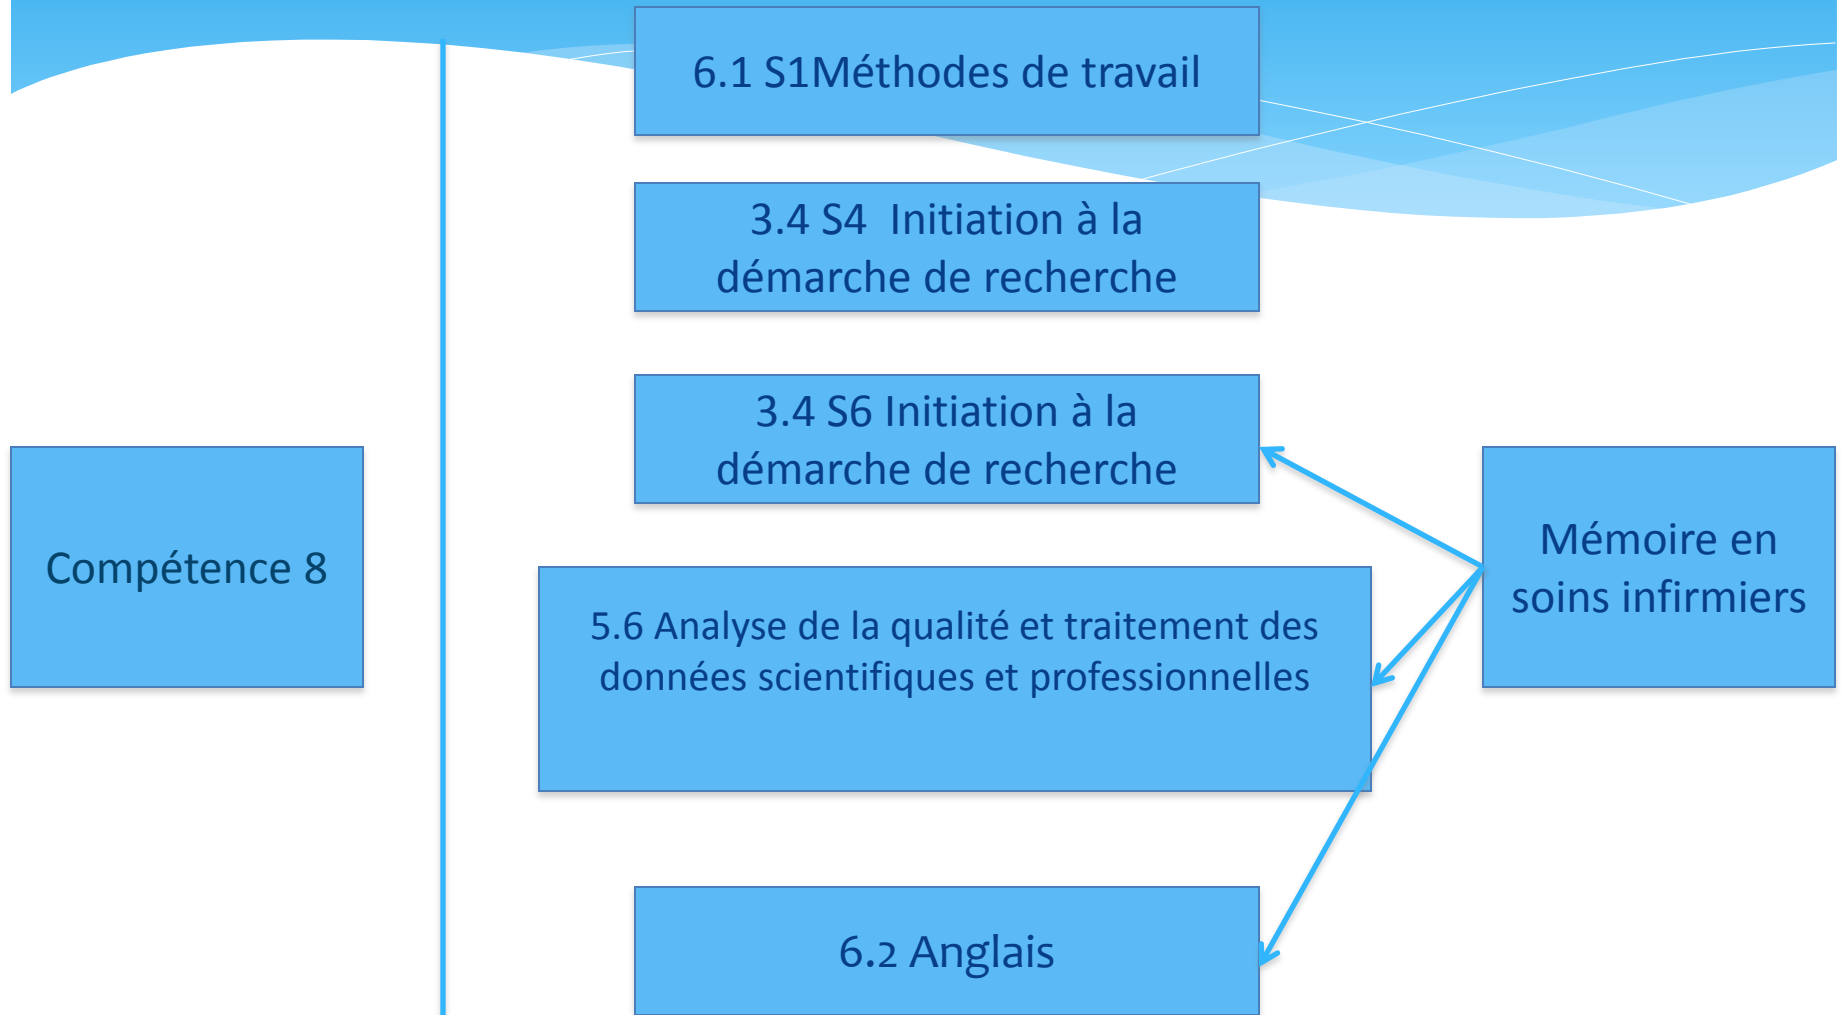 6.1 S1Méthodes de travail
3.4 S4  Initiation à la
démarche de recherche
3.4 S6 Initiation à la
démarche de recherche
Compétence 8
Mémoire en
soins infirmiers
5.6 Analyse de la qualité et traitement des
données scientifiques et professionnelles
6.2 Anglais